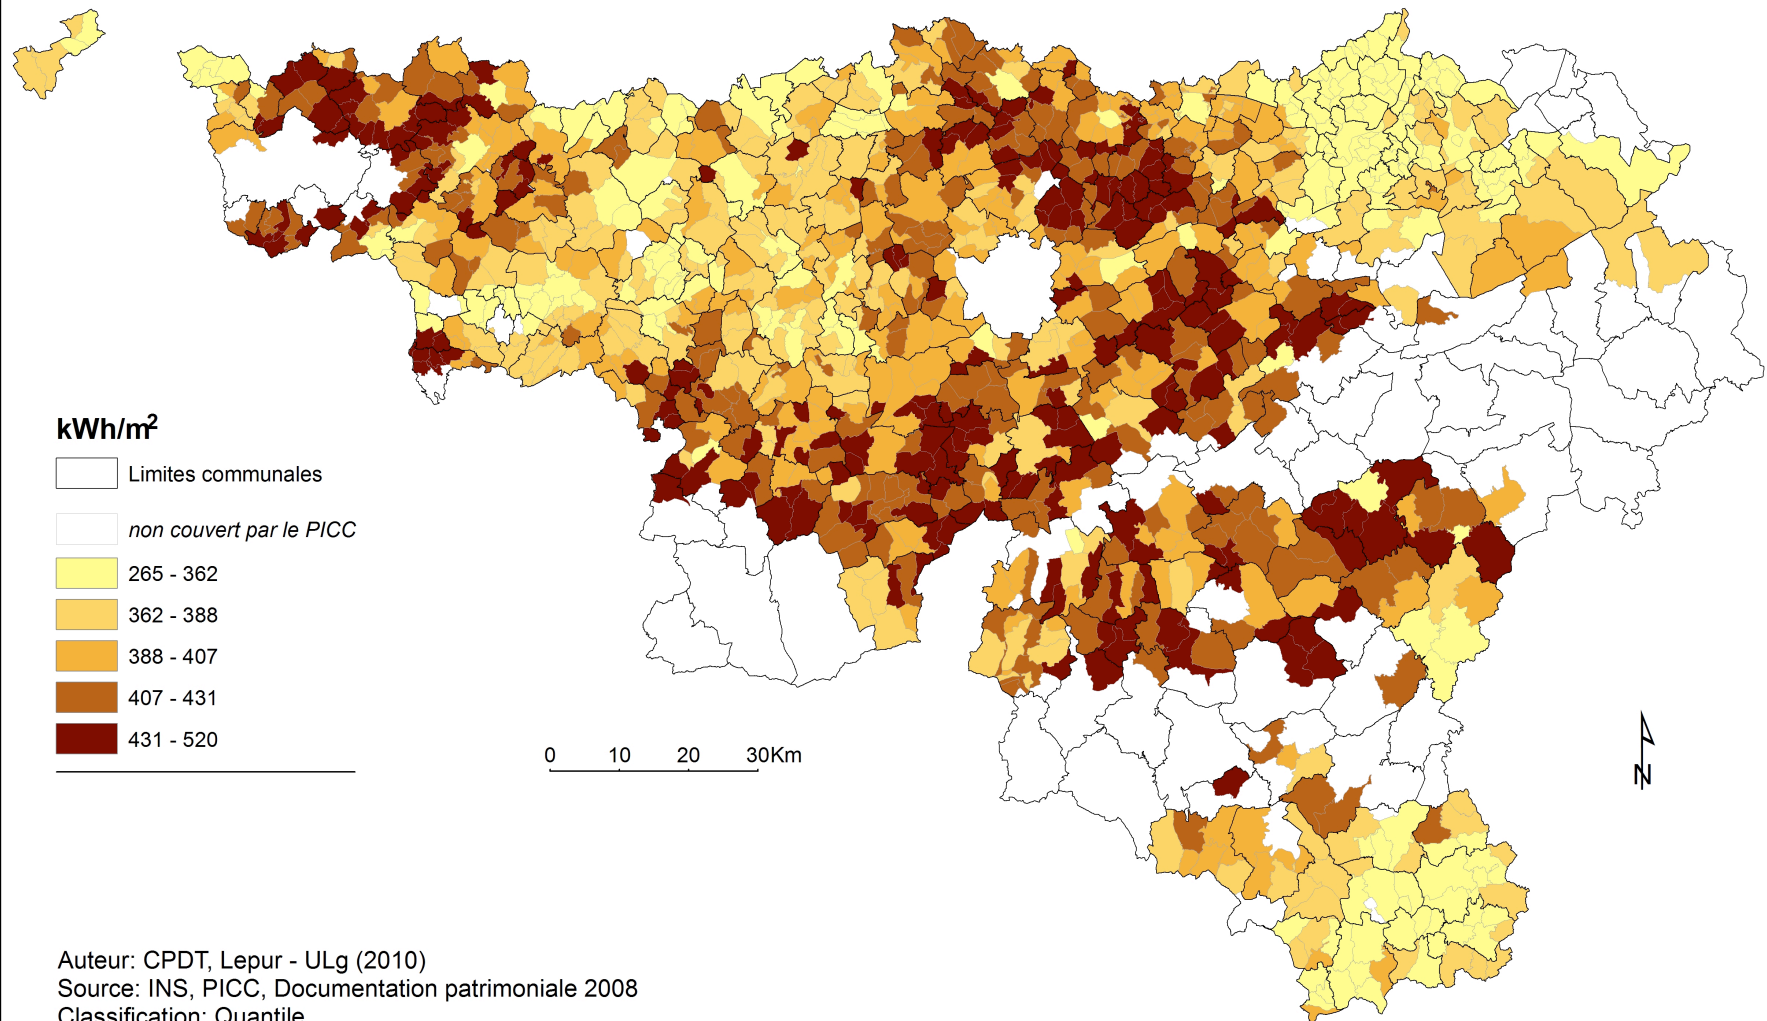 kWh/m²
Limites communales
non couvert par le PICC
265 - 362
362 - 388
388 - 407
407 - 431
431 - 520
0 10 20 30Km
N
Auteur: CPDT, Lepur - ULg (2010)
Source: INS, PICC, Documentation patrimoniale 2008
Classification: Quantile